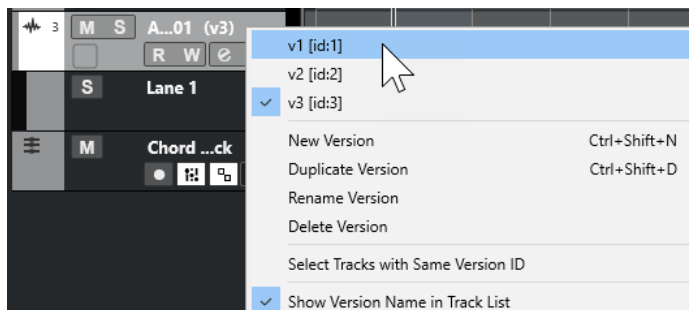 3 M S A...01 (v3)
R W e
S Lane 1
M Chord ...ck
v1 [id:1]
v2 [id:2]
v3 [id:3]
New Version Ctrl+Shift+N
Duplicate Version Ctrl+Shift+D
Rename Version
Delete Version
Select Tracks with Same Version ID
Show Version Name in Track List